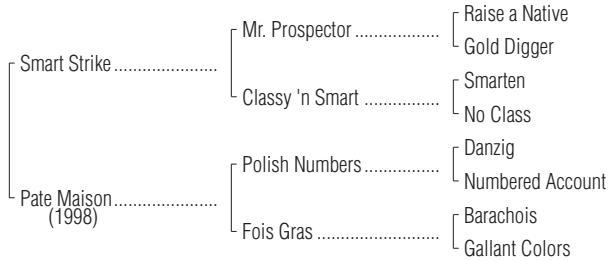 Raise a Native
Mr. Prospector ..................
Gold Digger
Smart Strike ......................
Smarten
Classy 'n Smart ................
No Class
Danzig
Polish Numbers ................
Numbered Account
Pate Maison ......................
(1998)
Barachois
Fois Gras ..........................
Gallant Colors